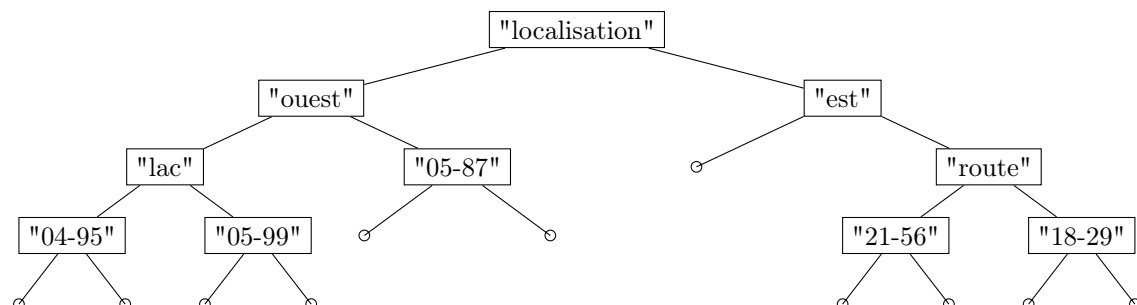 "localisation"
"ouest" "est"
"lac" "05-87" "route"
"04-95" "05-99" "21-56" "18-29"